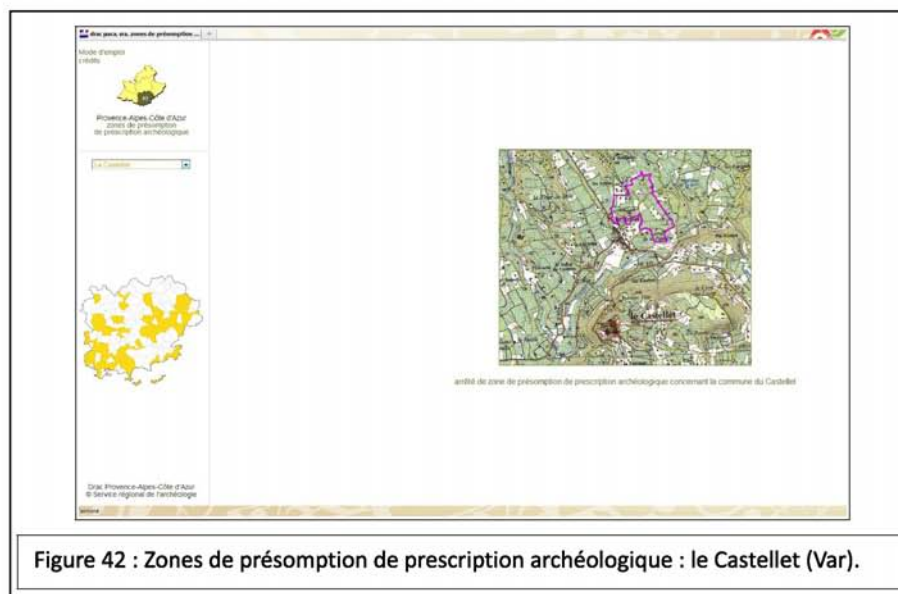 drac paca, sra, zones de présomption ...
Mode d'emploi
crédits
83
Provence-Alpes-Côte d'Azur
zones de présomption
de prescription archéologique
Le Castellet
le Castellet
arrêté de zone de présomption de prescription archéologique concernant la commune du Castellet
Drac Provence-Alpes-Côte d'Azur
© Service régional de l'archéologie
Terminé
Figure 42 : Zones de présomption de prescription archéologique : le Castellet (Var).